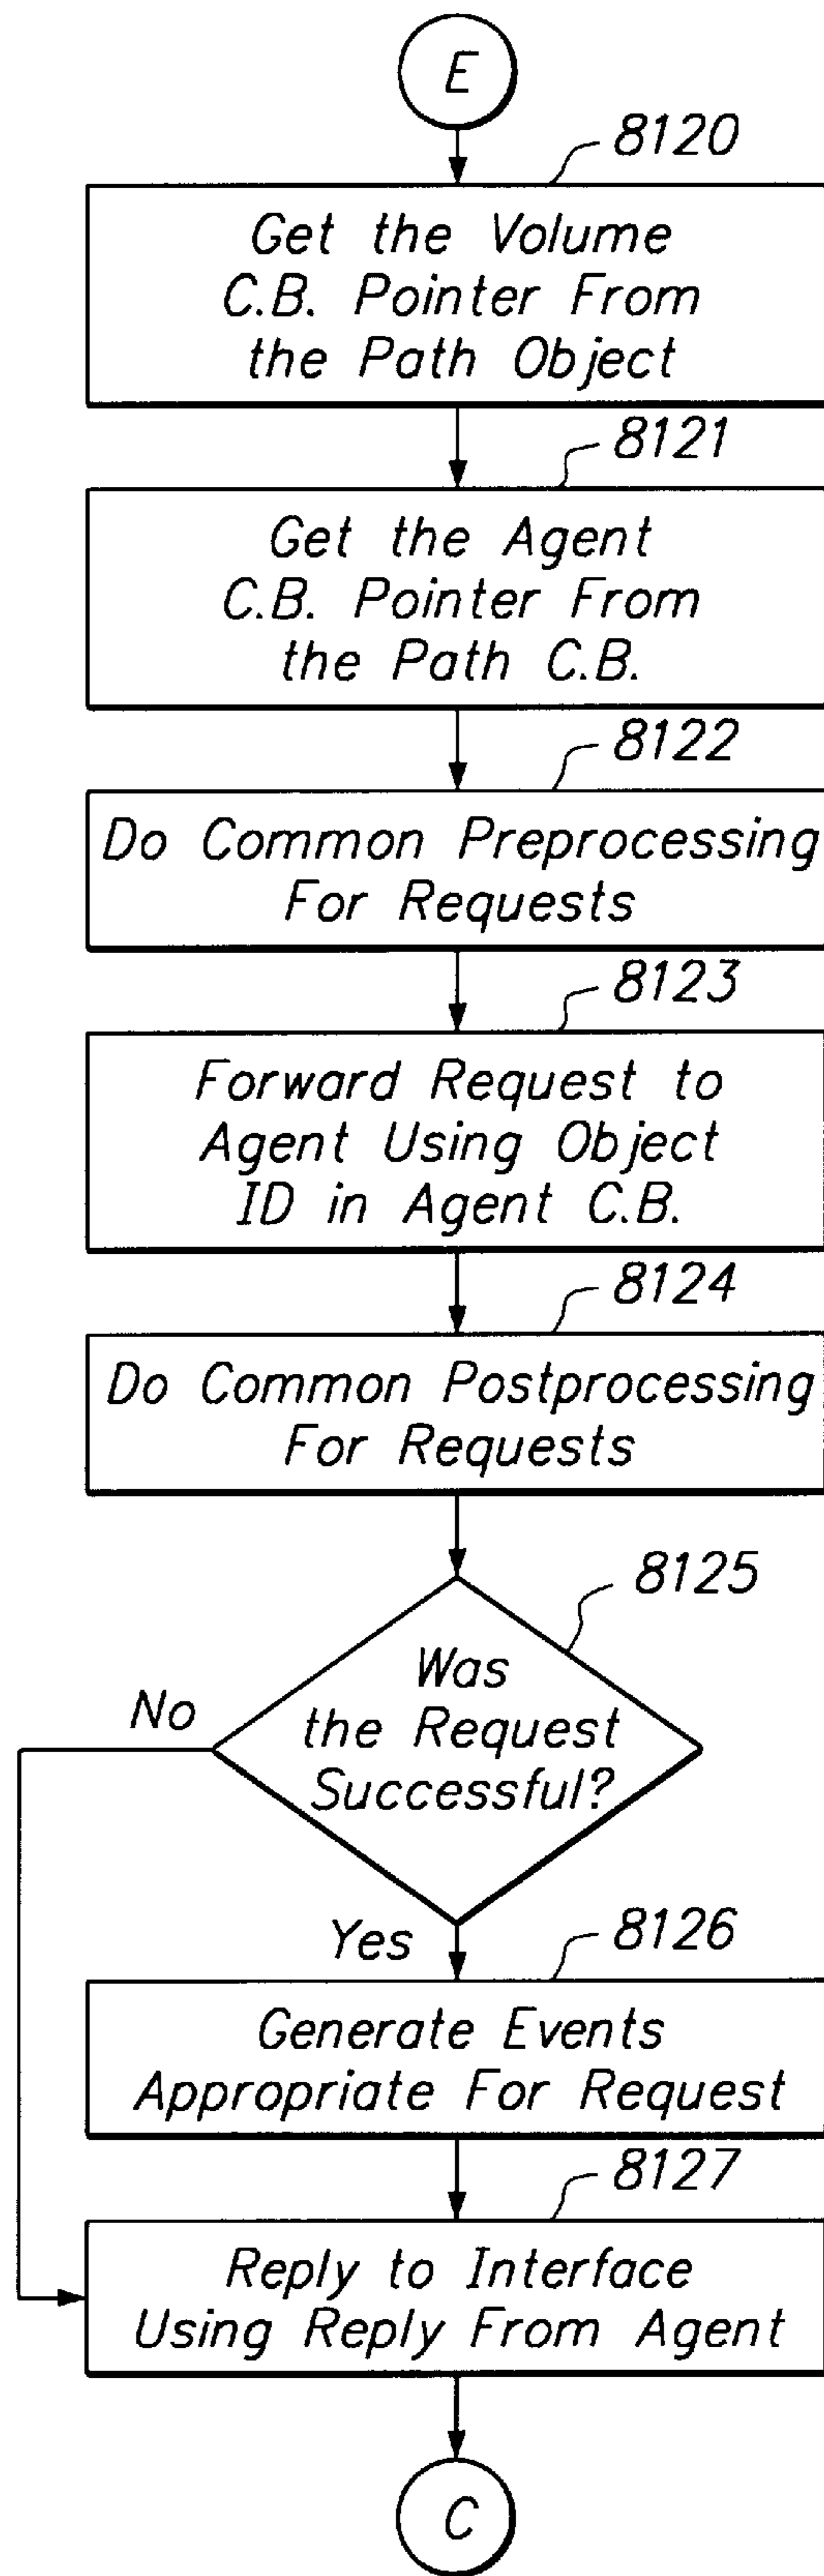 E
8120
Get the Volume
C.B. Pointer From
the Path Object
8121
Get the Agent
C.B. Pointer From
the Path C.B.
8122
Do Common Preprocessing
For Requests
8123
Forward Request to
Agent Using Object
ID in Agent C.B.
8124
Do Common Postprocessing
For Requests
8125
Was
the Request
Successful?
No
Yes
8126
Generate Events
Appropriate For Request
8127
Reply to Interface
Using Reply From Agent
C